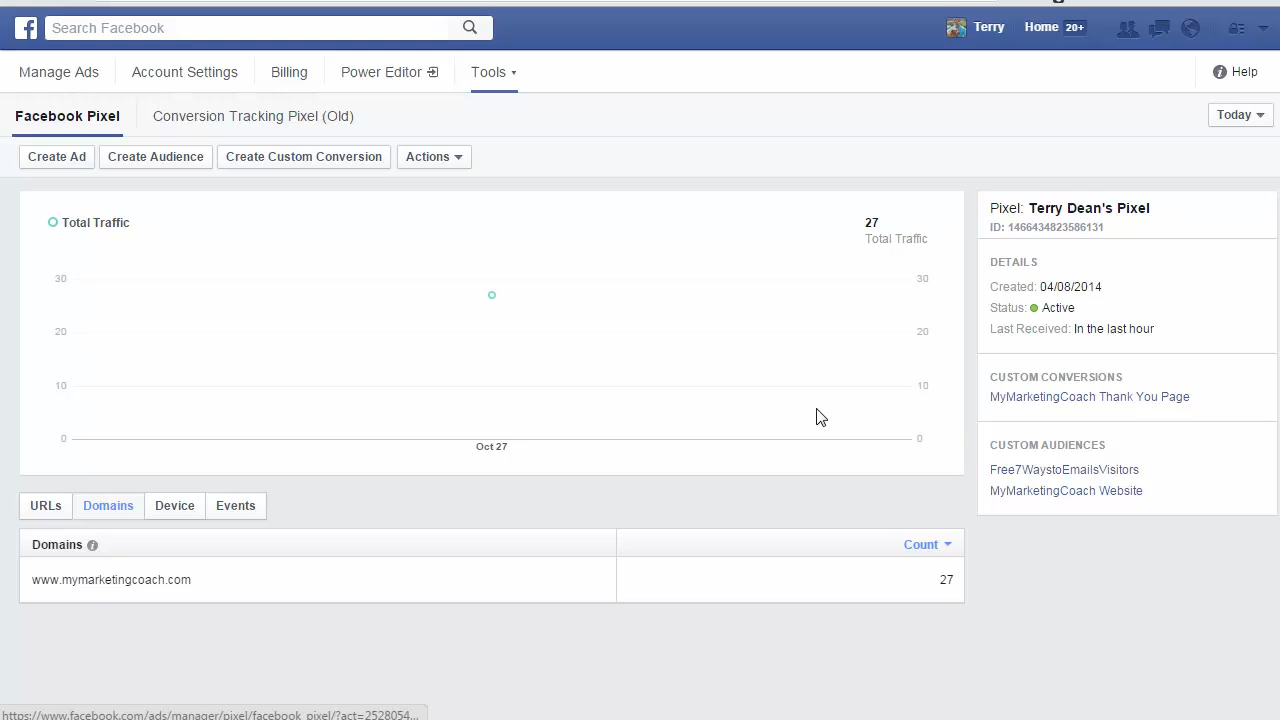 Search Facebook
Terry Home 20+
Manage Ads Account Settings Billing Power Editor Tools Help
Facebook Pixel Conversion Tracking Pixel (Old) Today
Create Ad Create Audience Create Custom Conversion Actions
Total Traffic
27
Total Traffic
30 30
20 20
10 10
0 0
Oct 27
Pixel: Terry Dean's Pixel
ID: 1466434823586131
DETAILS
Created: 04/08/2014
Status: Active
Last Received: In the last hour
CUSTOM CONVERSIONS
MyMarketingCoach Thank You Page
CUSTOM AUDIENCES
Free7WaystoEmailsVisitors
MyMarketingCoach Website
URLs Domains Device Events
Domains Count
www.mymarketingcoach.com 27
https://www.facebook.com/ads/manager/pixel/facebook_pixel/?act=2528054...